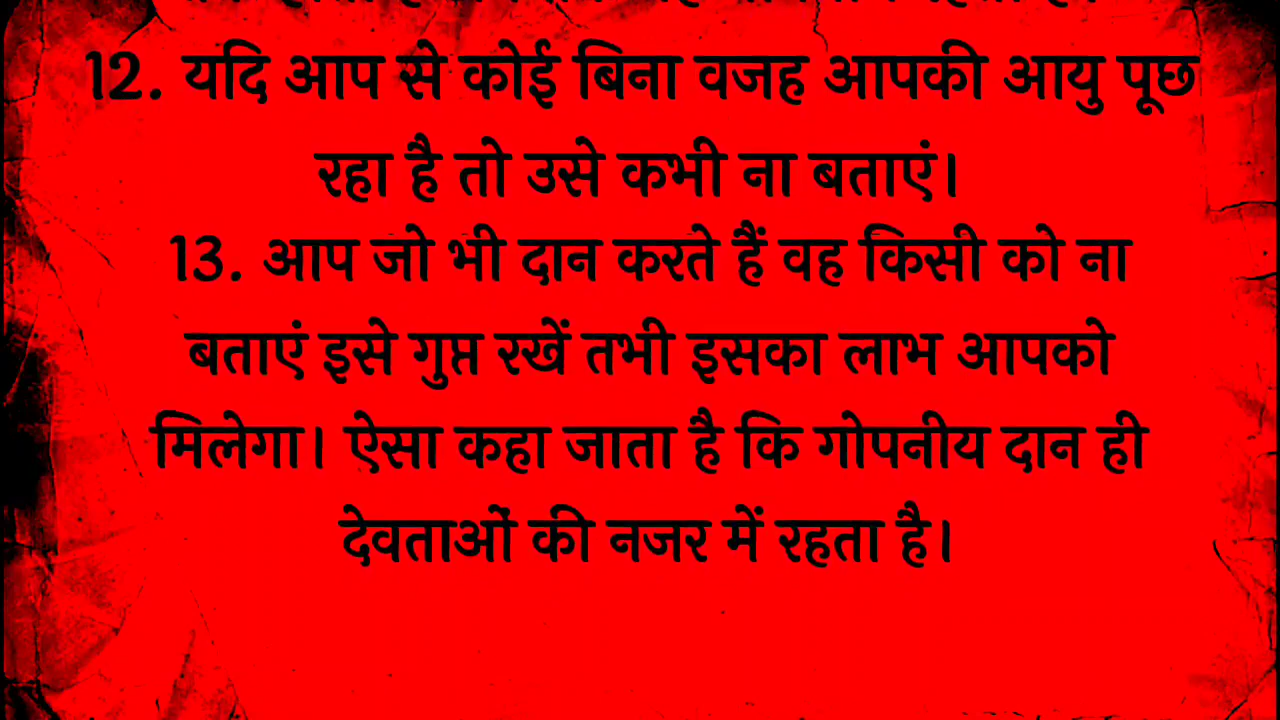 12. यदि आप से कोई बिना वजह आपकी आयु पूछ
रहा है तो उसे कभी ना बताएं।
13. आप जो भी दान करते हैं वह किसी को ना
बताएं इसे गुप्त रखें तभी इसका लाभ आपको
मिलेगा। ऐसा कहा जाता है कि गोपनीय दान ही
देवताओं की नजर में रहता है।